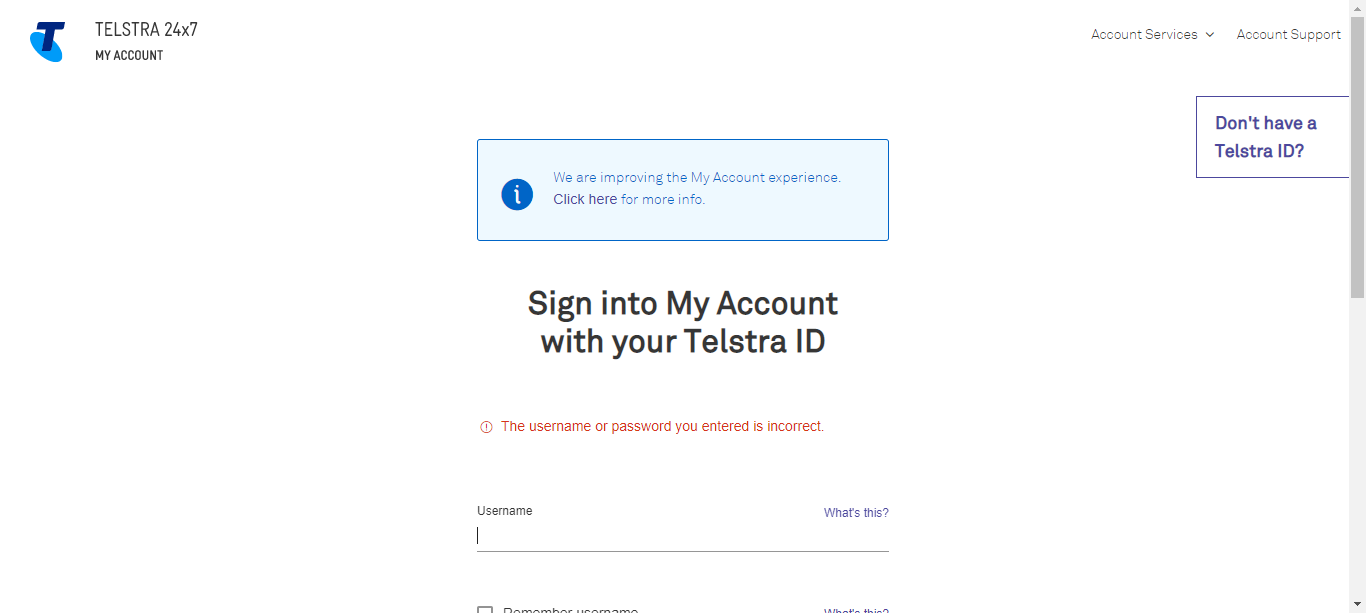 TELSTRA 24x7
MY ACCOUNT
Account Services
Account Support
Don't have a
Telstra ID?
We are improving the My Account experience.
Click here for more info.
Sign into My Account
with your Telstra ID
The username or password you entered is incorrect.
Username
What's this?
Remember username
What's this?